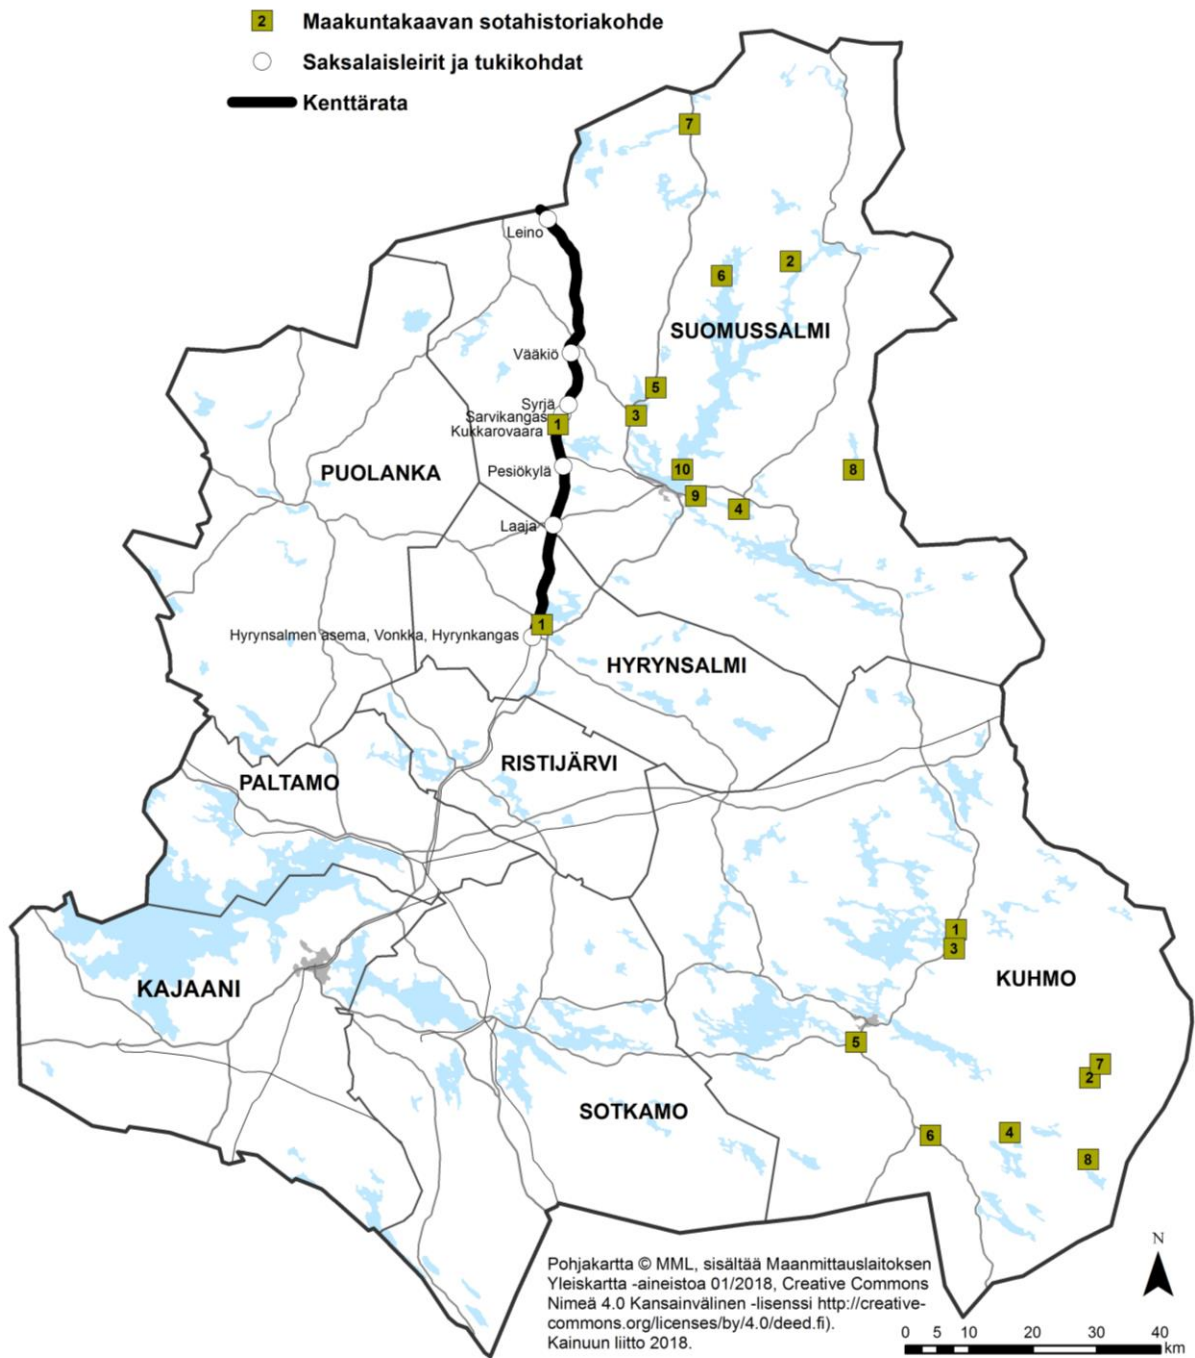 2 Maakuntakaavan sotahistoriakohde
Saksalaisleirit ja tukikohdat
Kenttärata
7
Leino
2
6
SUOMUSSALMI
Vääkiö
5
Syrjä
3
Sarvikangas
1
Kukkarovaara
PUOLANKA
Pesiökylä
10
8
9
4
Laaja
1
Hyrynsalmen asema, Vonkka, Hyrynkangas
HYRYNSALMI
RISTIJÄRVI
PALTAMO
1
3
KAJAANI
KUHMO
5
7
2
SOTKAMO
6
4
8
N
Pohjakartta © MML, sisältää Maanmittauslaitoksen
Yleiskartta -aineistoa 01/2018, Creative Commons
Nimeä 4.0 Kansainvälinen -lisenssi http://creative-
commons.org/licenses/by/4.0/deed.fi).
Kainuun liitto 2018.
0 5 10 20 30 40
km